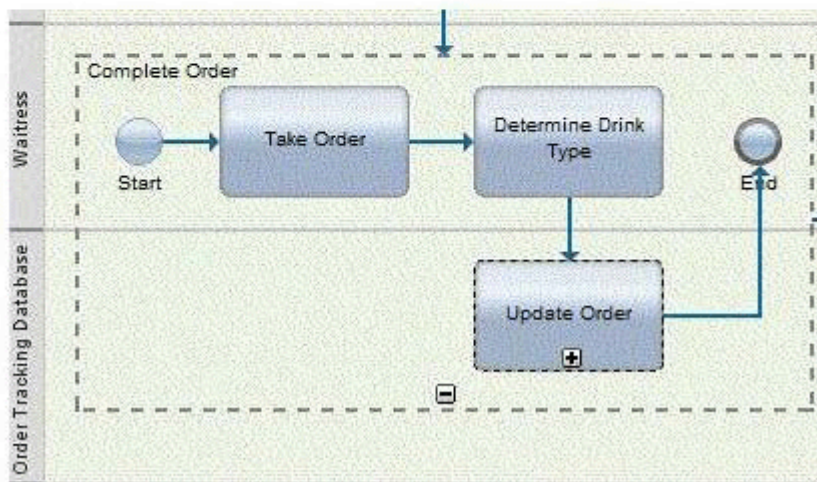 Waitress
Complete Order
Take Order
Determine Drink
Type
Start
End
Order Tracking Database
Update Order